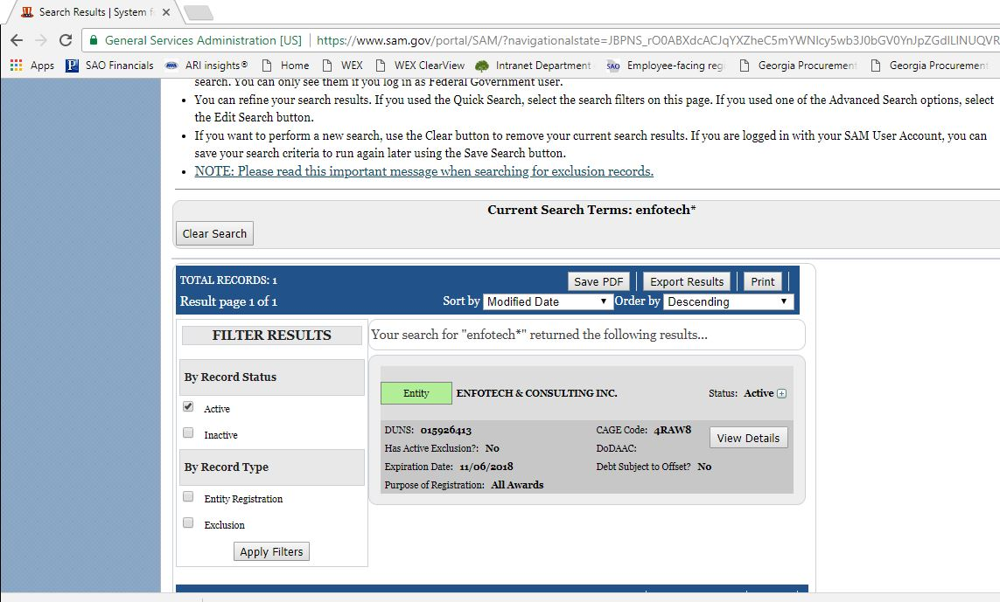 Search Results | System f
General Services Administration [US] https://www.sam.gov/portal/SAM/?navigationalstate=JBPNS_rO0ABXdcACJqYXZheC5mYWNlcy5wb3J0bGV0YnJpZGdlLlNUQVR
Apps SAO Financials ARI insights® Home WEX WEX ClearView Intranet Department SAO Employee-facing regi Georgia Procurement Georgia Procurement
search. You can only see them if you log in as Federal Government user.
• You can refine your search results. If you used the Quick Search, select the search filters on this page. If you used one of the Advanced Search options, select
the Edit Search button.
• If you want to perform a new search, use the Clear button to remove your current search results. If you are logged in with your SAM User Account, you can
save your search criteria to run again later using the Save Search button.
• NOTE: Please read this important message when searching for exclusion records.
Current Search Terms: enfotech*
Clear Search
TOTAL RECORDS: 1 Save PDF Export Results Print
Result page 1 of 1 Sort by Modified Date Order by Descending
FILTER RESULTS
Your search for "enfotech*" returned the following results...
By Record Status
Active
Inactive
By Record Type
Entity Registration
Exclusion
Apply Filters
Entity ENFOTECH & CONSULTING INC. Status: Active
DUNS: 015926413 CAGE Code: 4RAW8 View Details
Has Active Exclusion?: No DoDAAC:
Expiration Date: 11/06/2018 Debt Subject to Offset? No
Purpose of Registration: All Awards